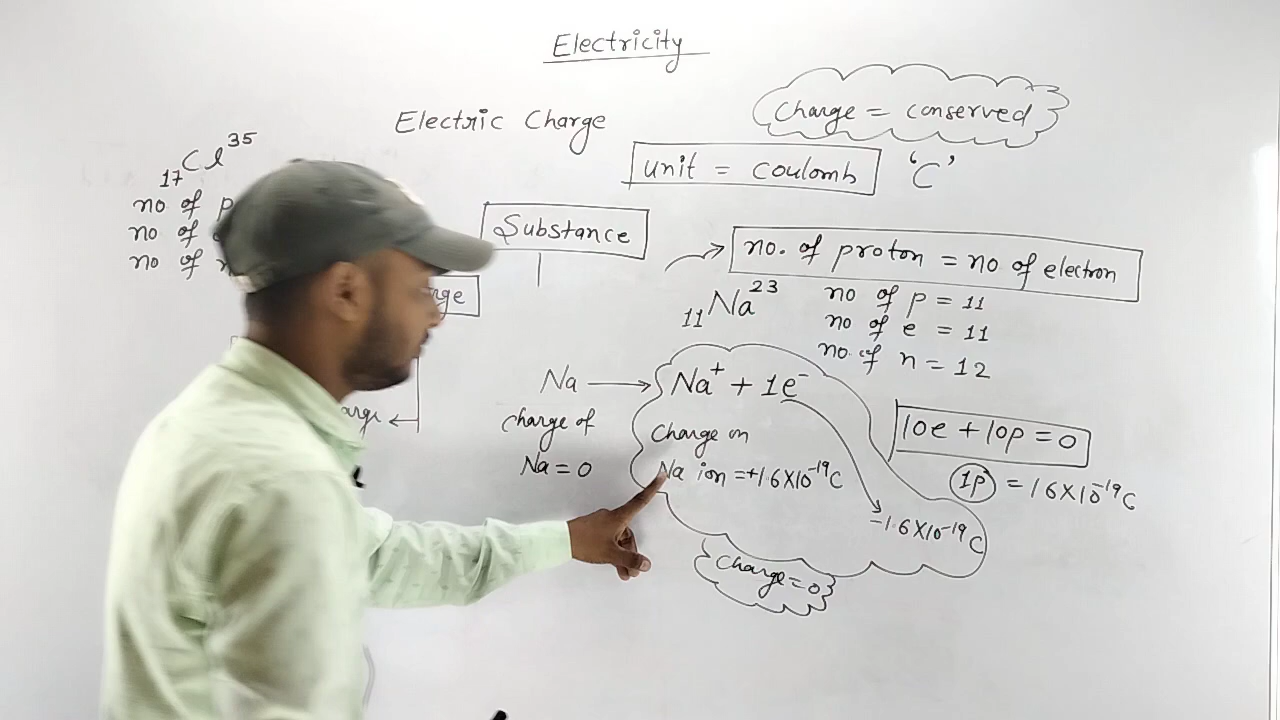 Electricity
Electric Charge
Charge = conserved
unit = coulomb 'C'
₁₇Cl³⁵
no of p
no of
no of n
Substance
no. of proton = no of electron
₁₁Na²³
no of p = 11
no of e = 11
no. of n = 12
Na → Na⁺ + 1e⁻
charge of
Na = 0
Charge on
Na ion = +1.6×10⁻¹⁹C
-1.6×10⁻¹⁹C
Charge = 0
10e + 10p = 0
1p = 1.6×10⁻¹⁹C